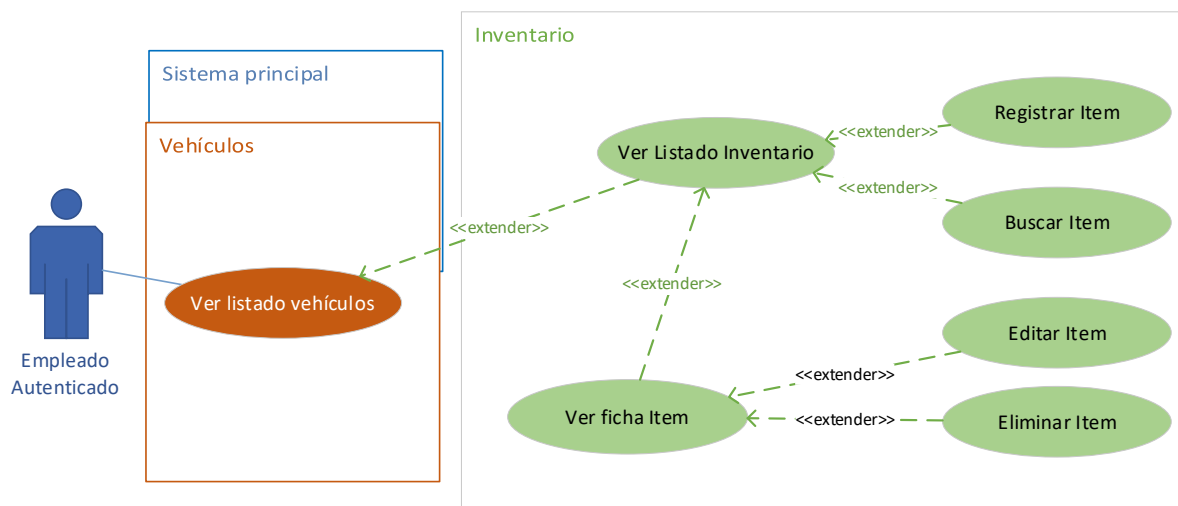 Inventario
Sistema principal
Vehículos
Registrar Item
<<extender>>
Ver Listado Inventario
<<extender>>
Buscar Item
<<extender>>
<<extender>>
Ver listado vehículos
Editar Item
Empleado
Autenticado
<<extender>>
Ver ficha Item
<<extender>>
Eliminar Item